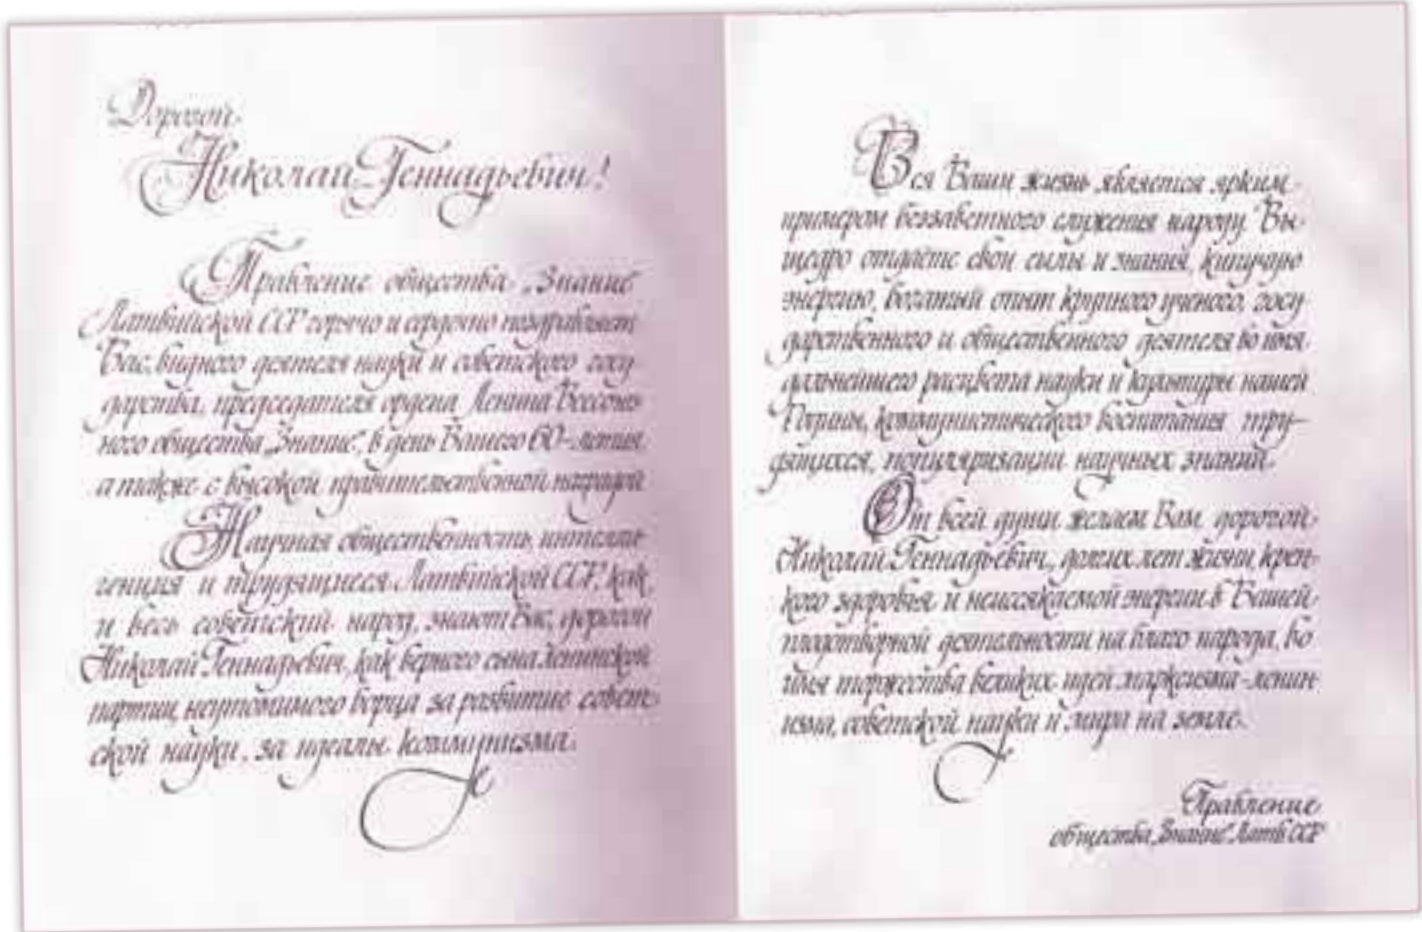 Дорогой
Николай Геннадьевич!
Правление общества „Знание"
Латвийской ССР горячо и сердечно поздравляет
Вас, видного деятеля науки и советского госу-
дарства, председателя ордена Ленина Всесоюз-
ного общества „Знание", в день Вашего 60-летия
а также с высокой правительственной наградой.
Научная общественность, интелли-
генция и трудящиеся Латвийской ССР, как
и весь советский народ, знают Вас, дорогой
Николай Геннадьевич, как верного сына ленинской
партии, неутомимого борца за развитие совет-
ской науки, за идеалы коммунизма.
Вся Ваша жизнь является ярким
примером беззаветного служения народу. Вы
щедро отдаете свои силы и знания, кипучую
энергию, богатый опыт крупного ученого, госу
дарственного и общественного деятеля во имя
дальнейшего расцвета науки и культуры нашей
Родины, коммунистического воспитания тру-
дящихся, популяризации научных знаний.
От всей души желаем Вам, дорогой
Николай Геннадьевич, долгих лет жизни, креп-
кого здоровья и неиссякаемой энергии в Вашей
плодотворной деятельности на благо народа, во
имя торжества великих идей марксизма-ленин-
изма, советской науки и мира на земле.
Правление
общества „Знание" Латв ССР